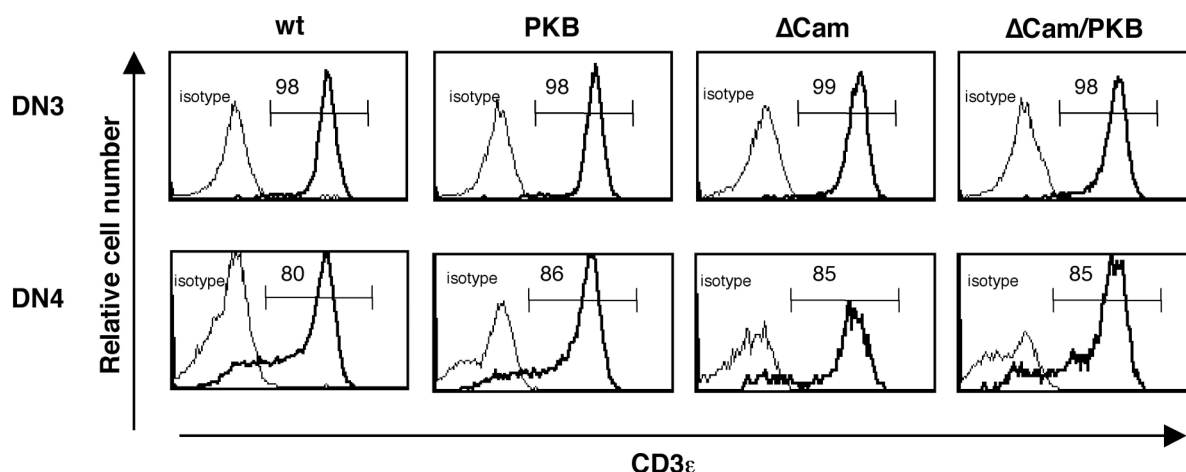 wt PKB ΔCam ΔCam/PKB
DN3
isotype 98
isotype 98
isotype 99
isotype 98
Relative cell number
DN4
isotype 80
isotype 86
isotype 85
isotype 85
CD3ε